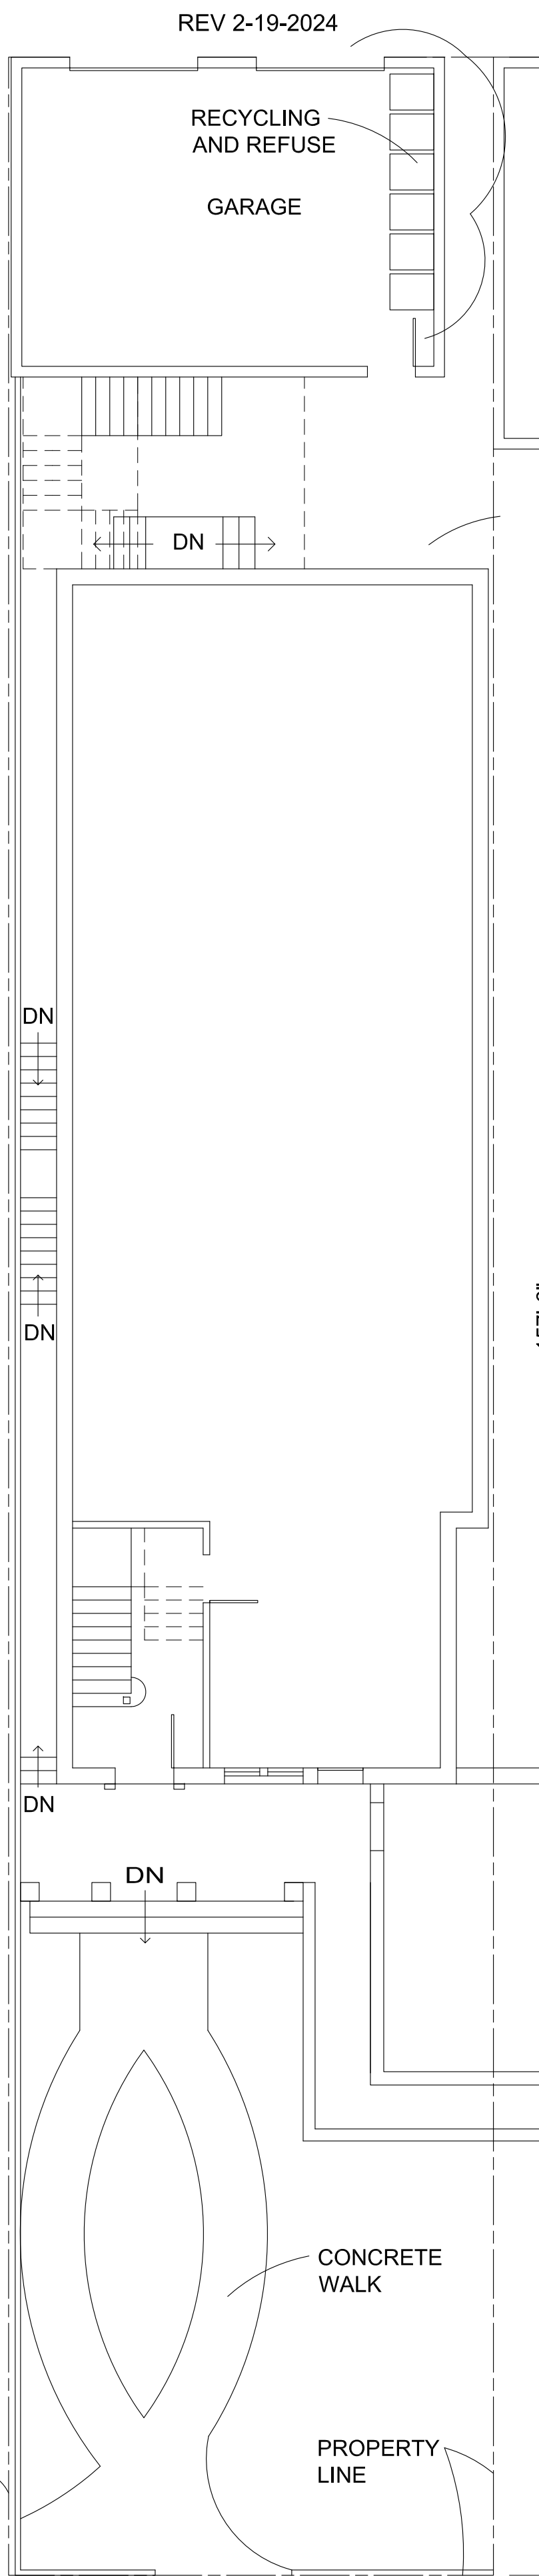 REV 2-19-2024
RECYCLING
AND REFUSE
GARAGE
DN
DN
DN
DN
DN
CONCRETE
WALK
PROPERTY
LINE